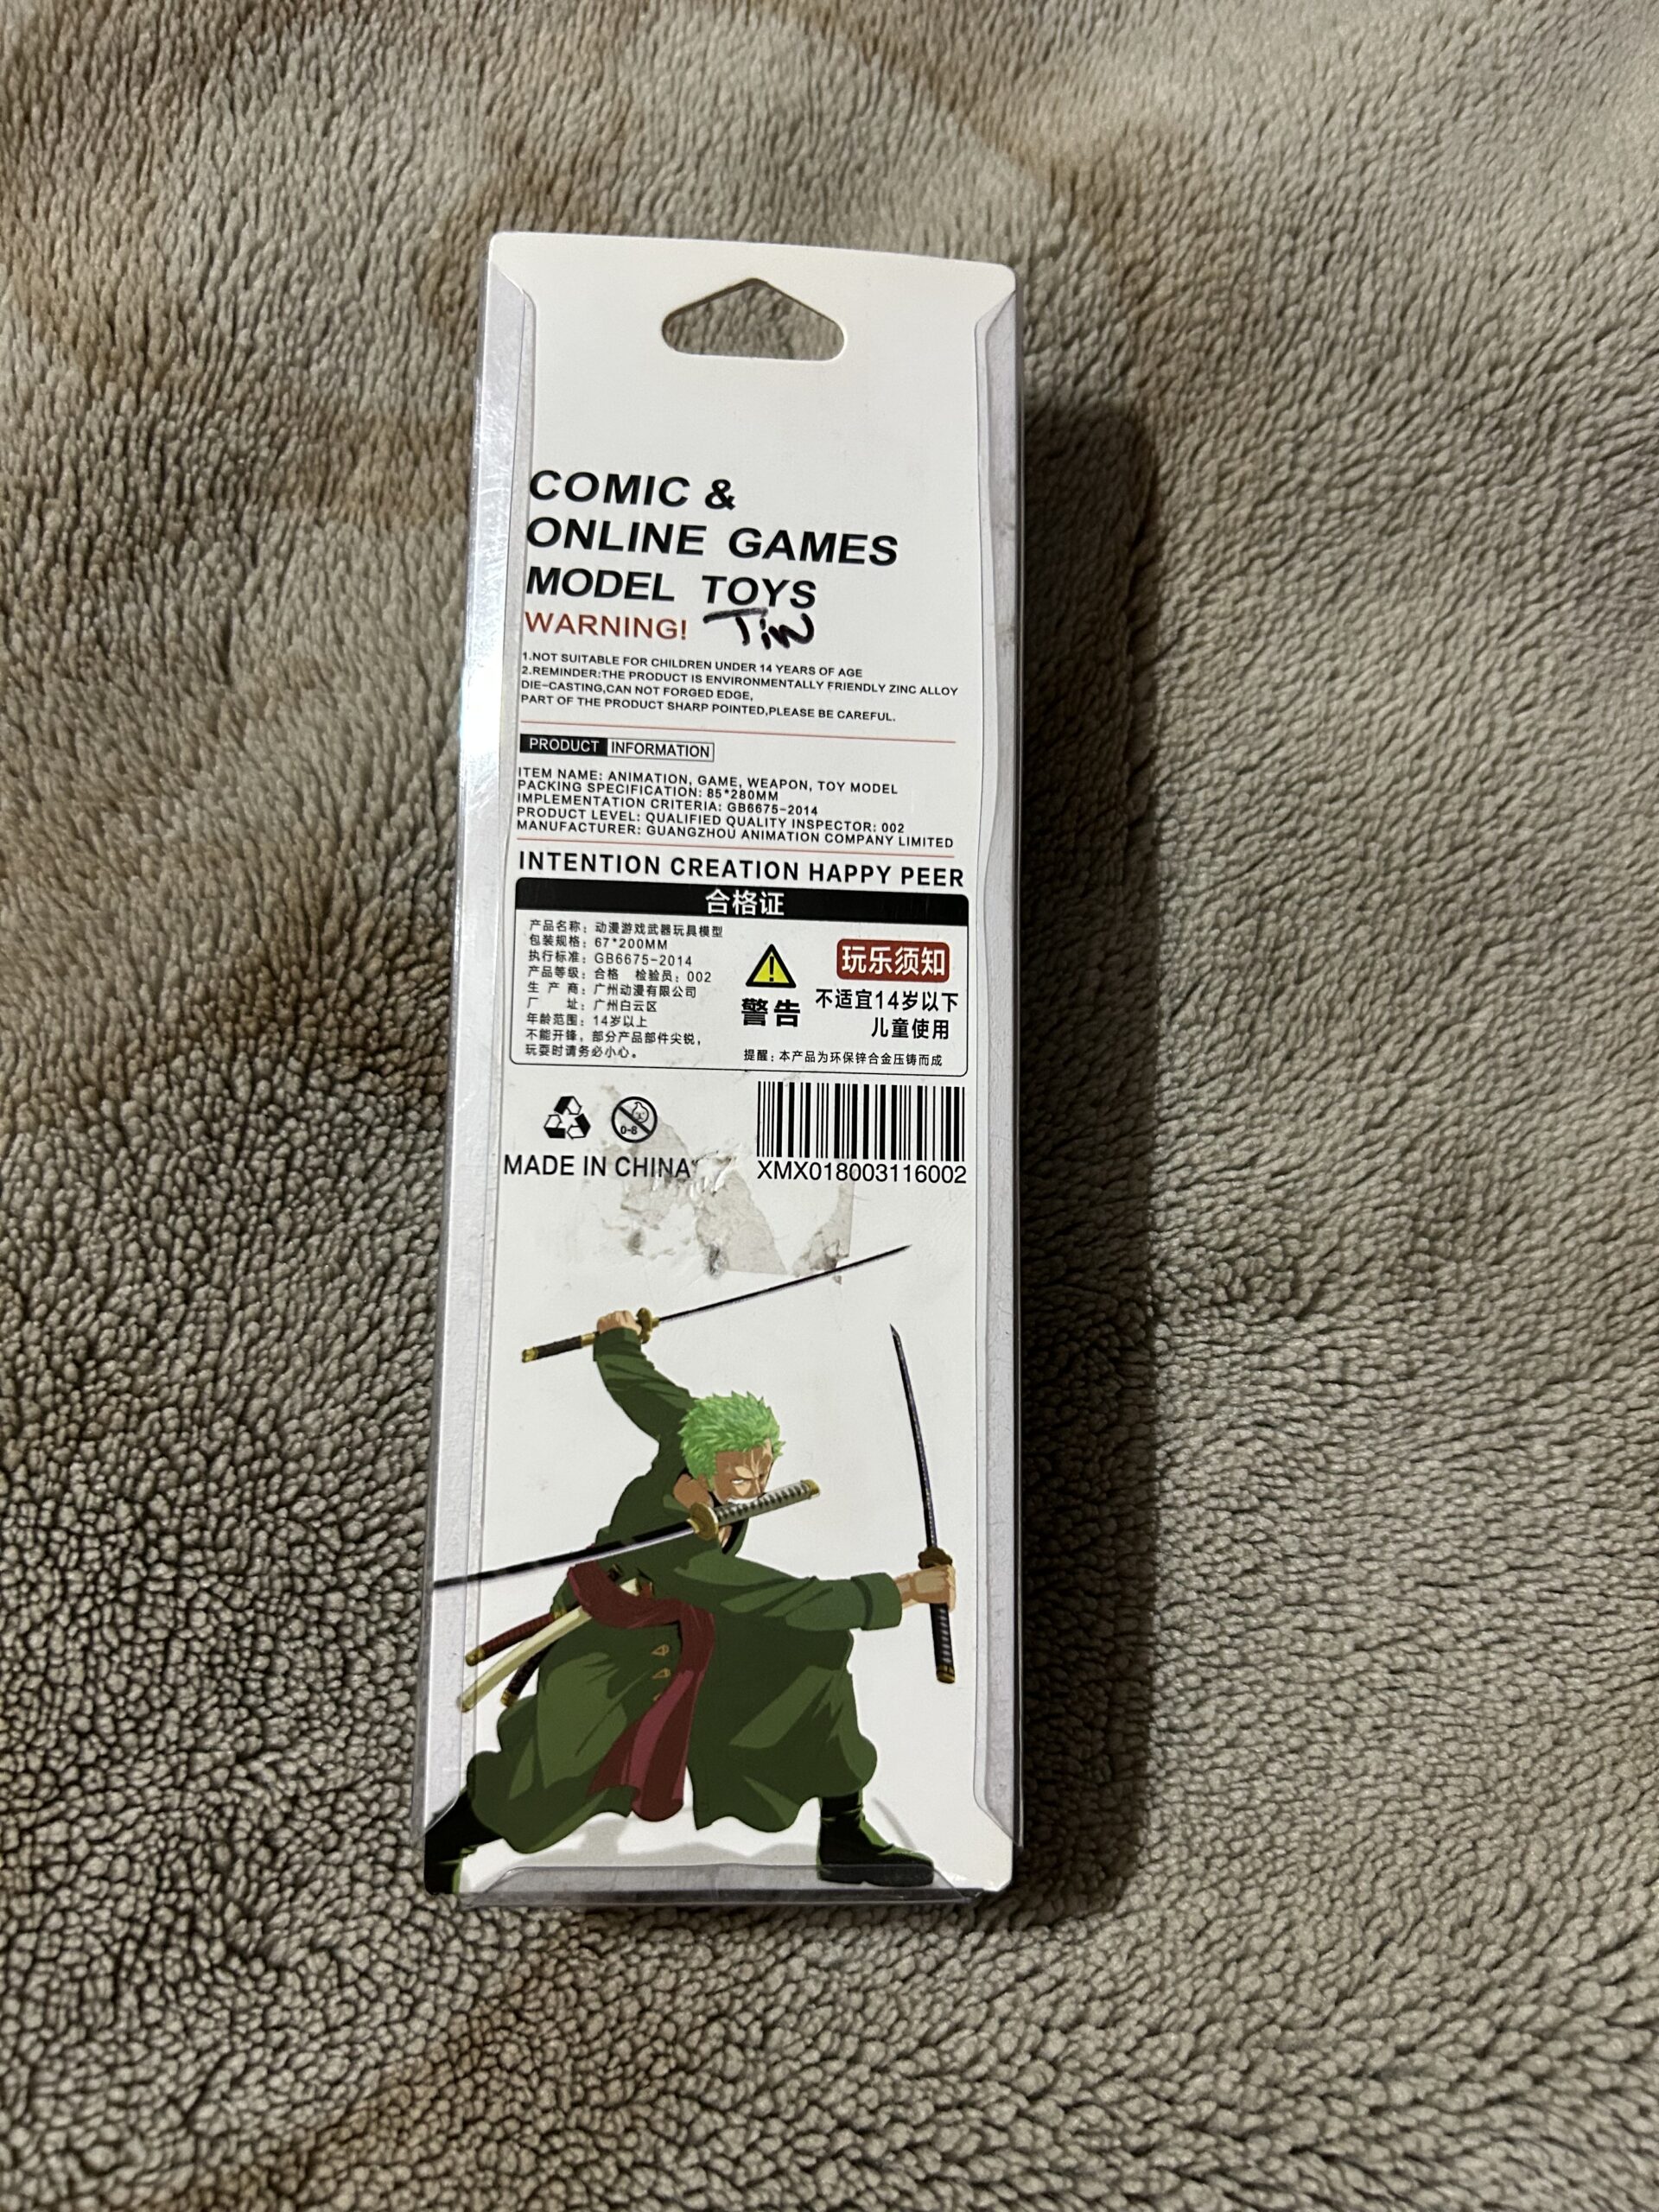 COMIC &
ONLINE GAMES
MODEL TOYS
WARNING! Tim
1.NOT SUITABLE FOR CHILDREN UNDER 14 YEARS OF AGE
2.REMINDER:THE PRODUCT IS ENVIRONMENTALLY FRIENDLY ZINC ALLOY
DIE-CASTING,CAN NOT FORGED EDGE,
PART OF THE PRODUCT SHARP POINTED,PLEASE BE CAREFUL.
PRODUCT INFORMATION
ITEM NAME: ANIMATION, GAME, WEAPON, TOY MODEL
PACKING SPECIFICATION: 85*280MM
IMPLEMENTATION CRITERIA: GB6675-2014
PRODUCT LEVEL: QUALIFIED QUALITY INSPECTOR: 002
MANUFACTURER: GUANGZHOU ANIMATION COMPANY LIMITED
INTENTION CREATION HAPPY PEER
合格证
产品名称：动漫游戏武器玩具模型
包装规格：67*200MM
执行标准：GB6675-2014
产品等级：合格 检验员：002
生 产 商：广州动漫有限公司
厂 址：广州白云区
年龄范围：14岁以上
不能开锋，部分产品部件尖锐，
玩耍时请务必小心。
警告
玩乐须知
不适宜14岁以下
儿童使用
提醒：本产品为环保锌合金压铸而成
0-8
MADE IN CHINA
XMX018003116002